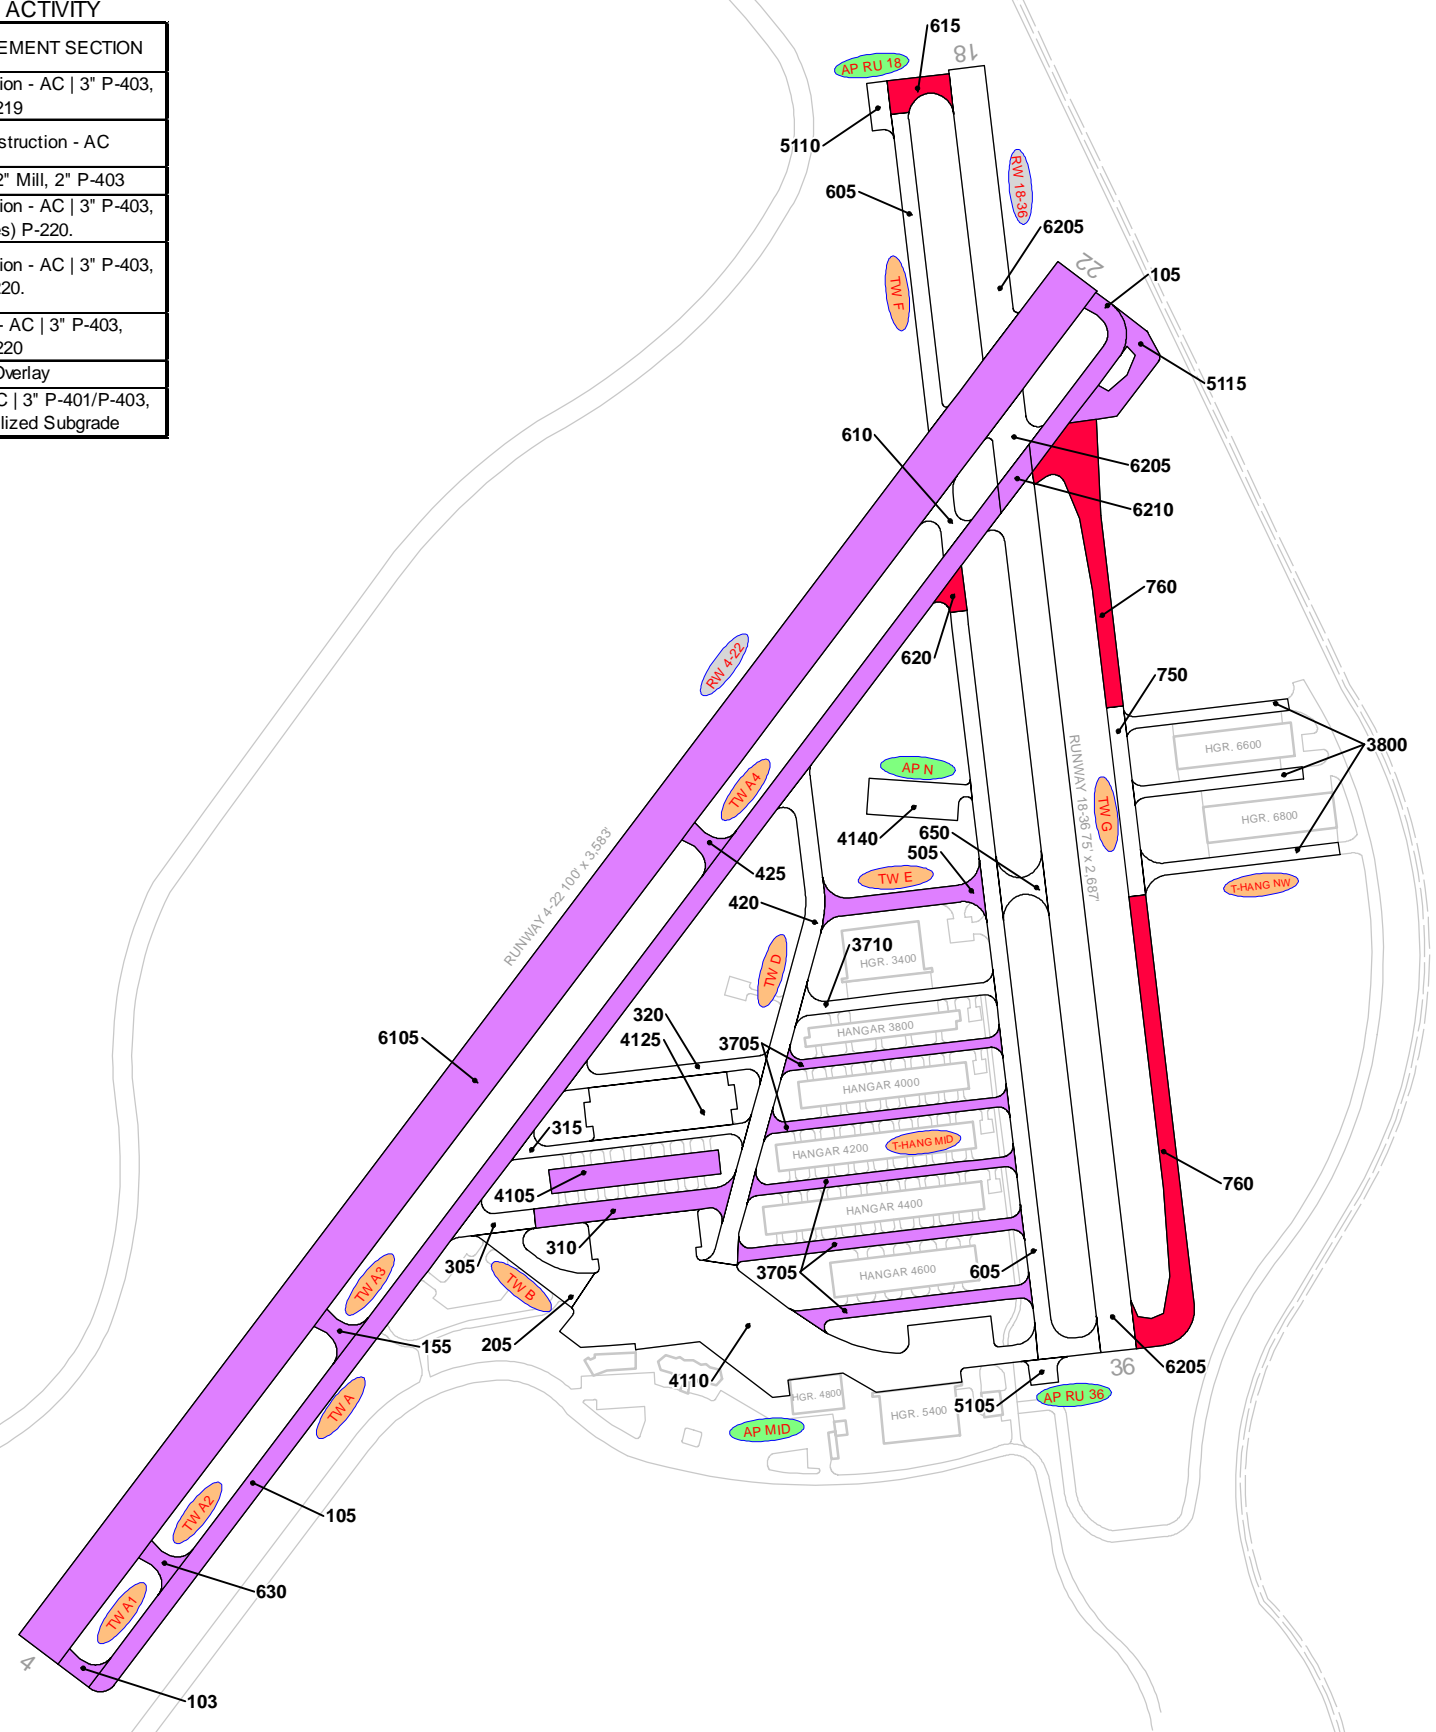 ACTIVITY
EMENT SECTION
ion - AC | 3" P-403,
219
struction - AC
2" Mill, 2" P-403
ion - AC | 3" P-403,
es) P-220.
ion - AC | 3" P-403,
20.
- AC | 3" P-403,
220
Overlay
C | 3" P-401/P-403,
lized Subgrade
615
18
AP RU 18
5110
605
RW 18-36
6205
TW F
22
105
5115
610
6205
6210
760
620
RW 4-22
750
3800
HGR. 6600
RUNWAY 18-36 75' x 2,687'
AP N
TW A4
TW G
HGR. 6800
4140
650
505
425
TW E
T-HANG NW
RUNWAY 4-22 100' x 3,583'
420
3710
HGR. 3400
TW D
320
4125
3705
HANGAR 3800
6105
HANGAR 4000
315
HANGAR 4200
T-HANG MID
760
4105
HANGAR 4400
310
305
3705
HANGAR 4600
605
TW B
TW A3
155
205
4110
36
6205
HGR. 4800
5105
AP RU 36
HGR. 5400
AP MID
TW A
TW A2
105
630
TW A1
4
103